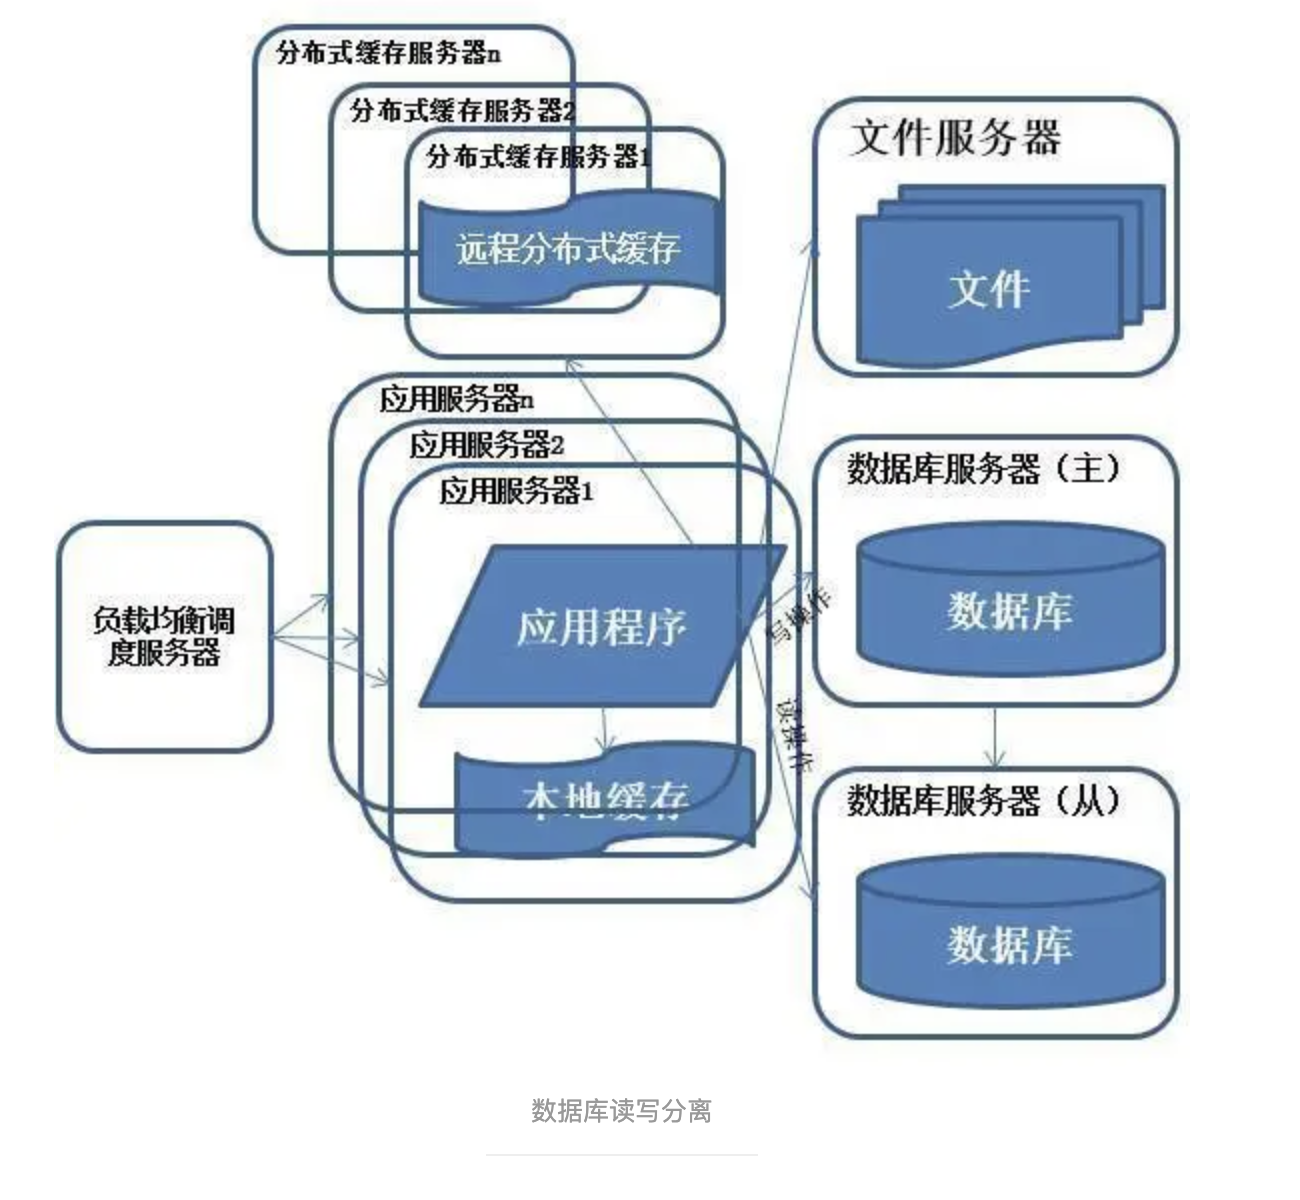 分布式缓存服务器n
分布式缓存服务器2
分布式缓存服务器1
远程分布式缓存
文件服务器
文件
应用服务器n
应用服务器2
应用服务器1
应用程序
本地缓存
负载均衡调
度服务器
写操作
读操作
数据库服务器（主）
数据库
数据库服务器（从）
数据库
数据库读写分离